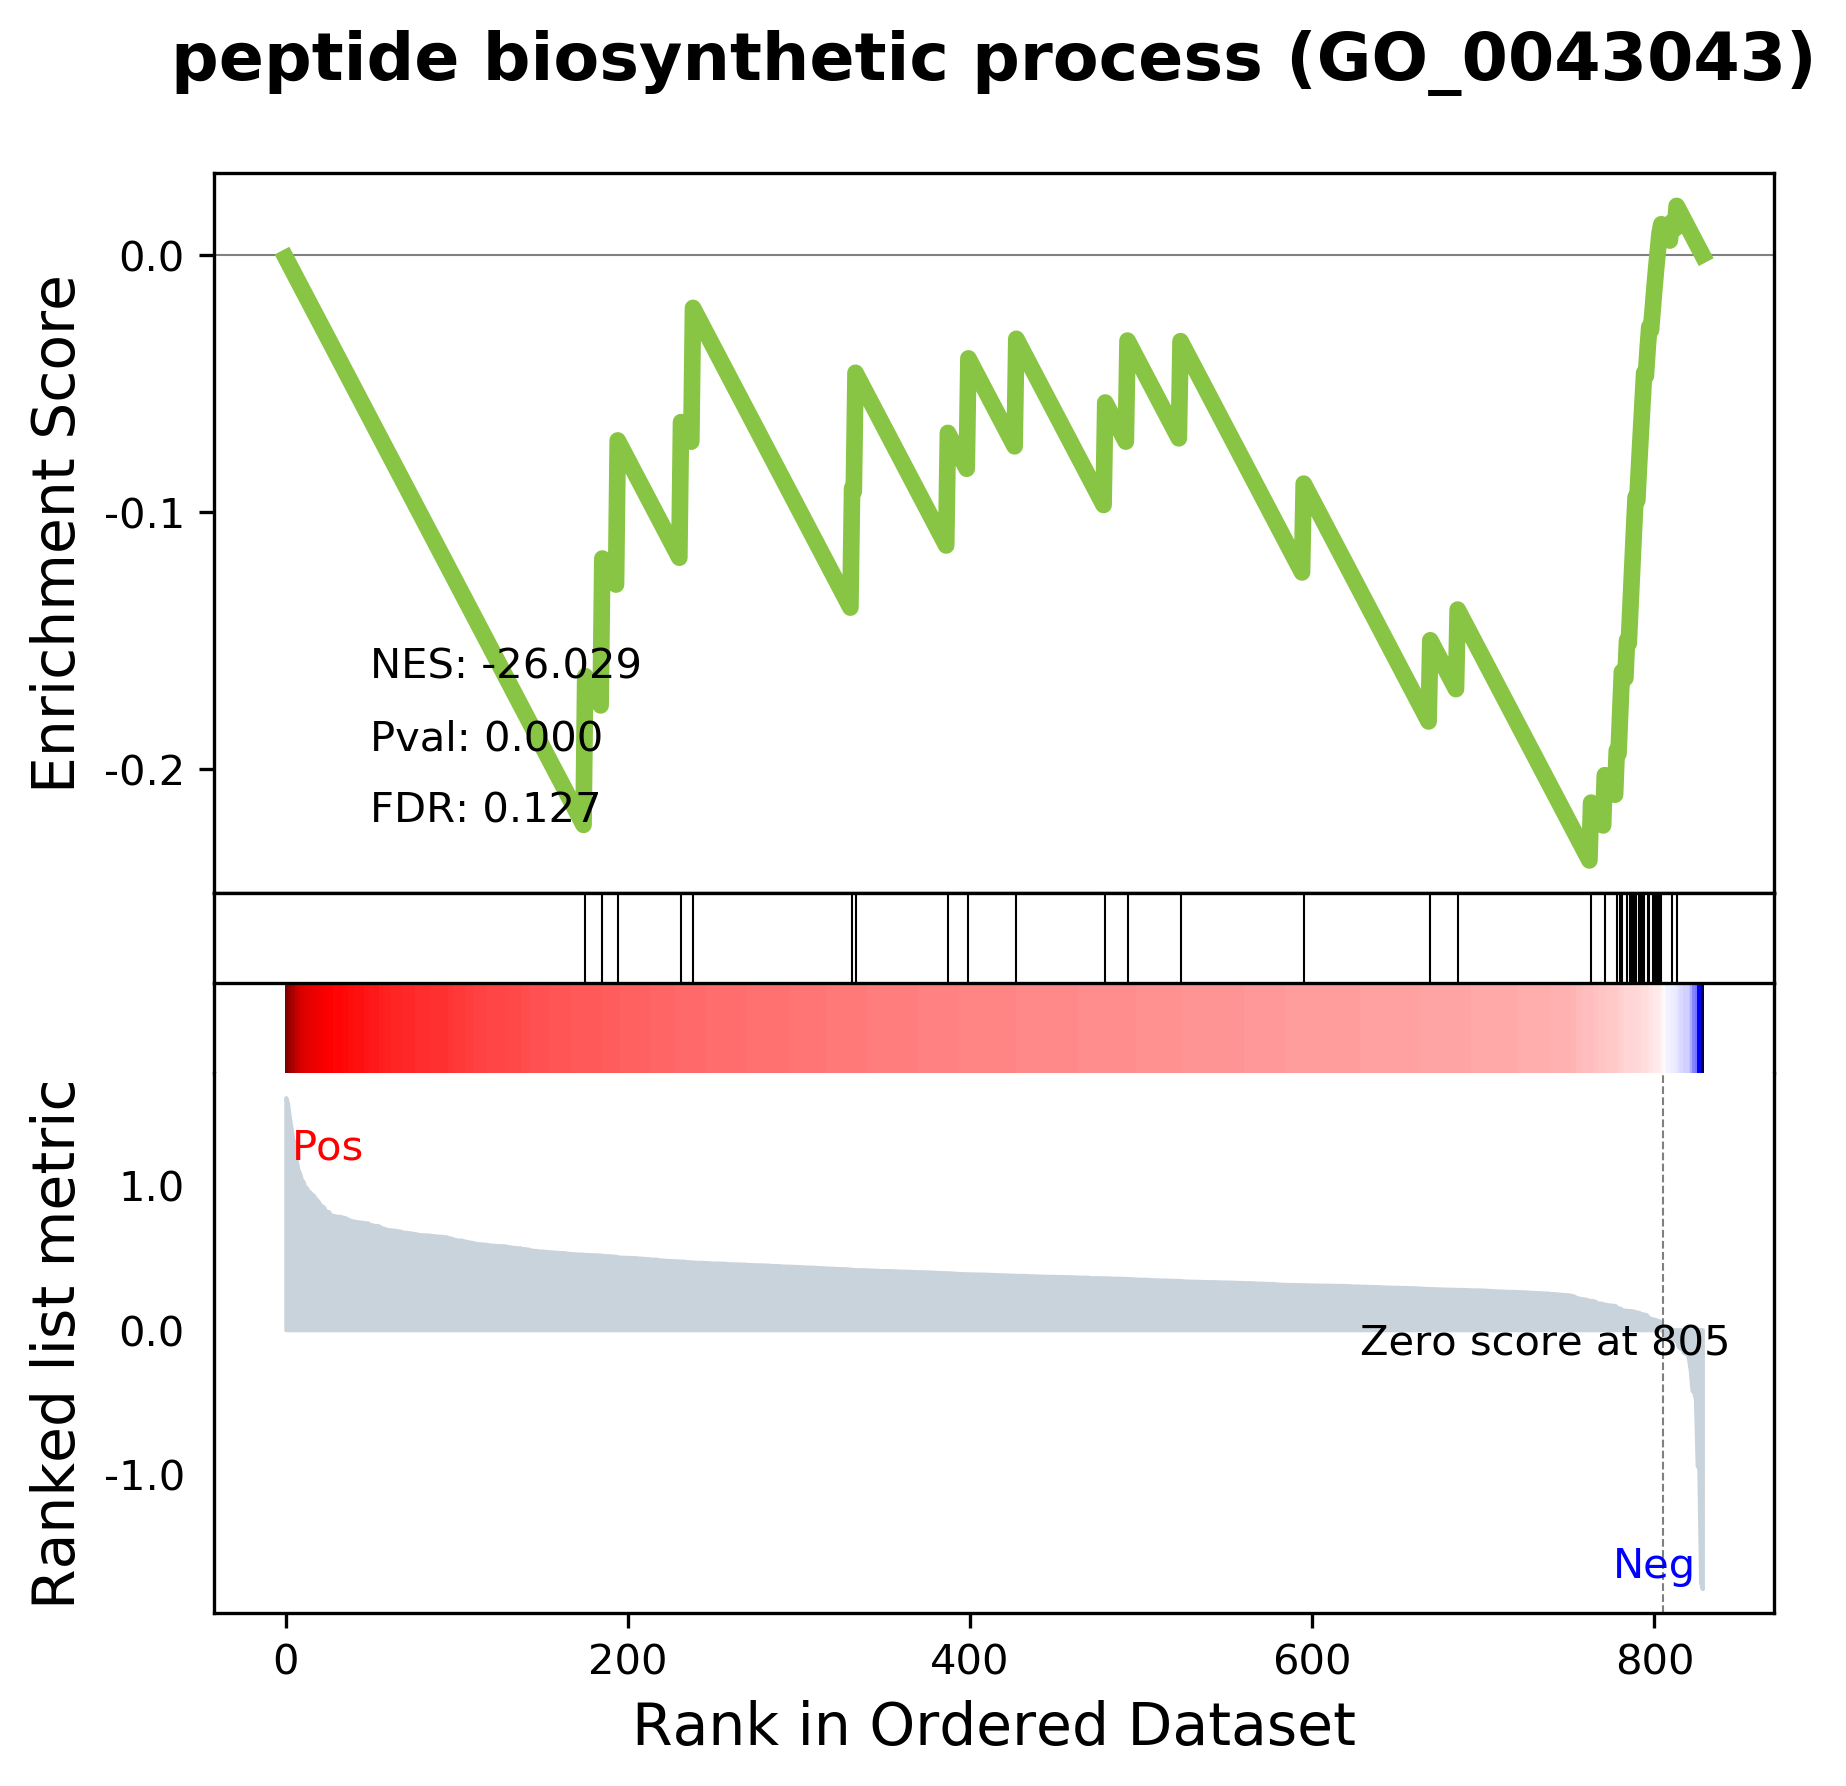 peptide biosynthetic process (GO_0043043)
Enrichment Score
0.0
-0.1
-0.2
NES: -26.029
Pval: 0.000
FDR: 0.127
Ranked list metric
Pos
1.0
0.0
-1.0
Zero score at 805
Neg
0 200 400 600 800
Rank in Ordered Dataset